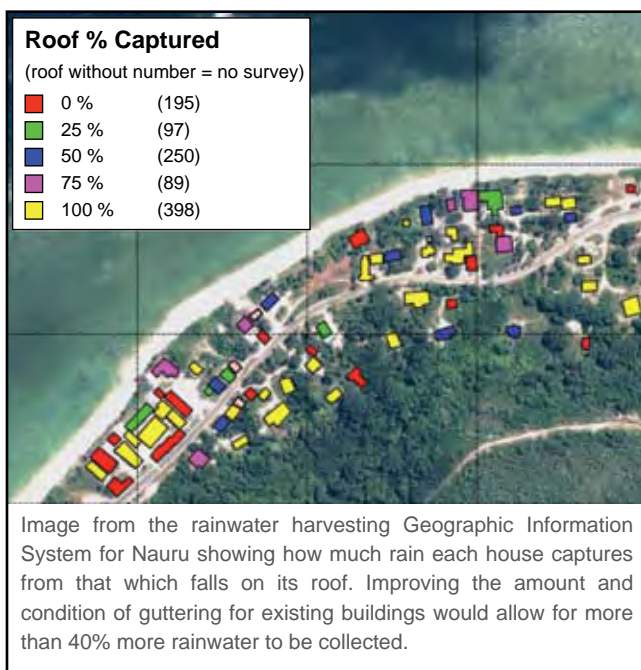 Roof % Captured
(roof without number = no survey)
0 % (195)
25 % (97)
50 % (250)
75 % (89)
100 % (398)
Image from the rainwater harvesting Geographic Information
System for Nauru showing how much rain each house captures
from that which falls on its roof. Improving the amount and
condition of guttering for existing buildings would allow for more
than 40% more rainwater to be collected.